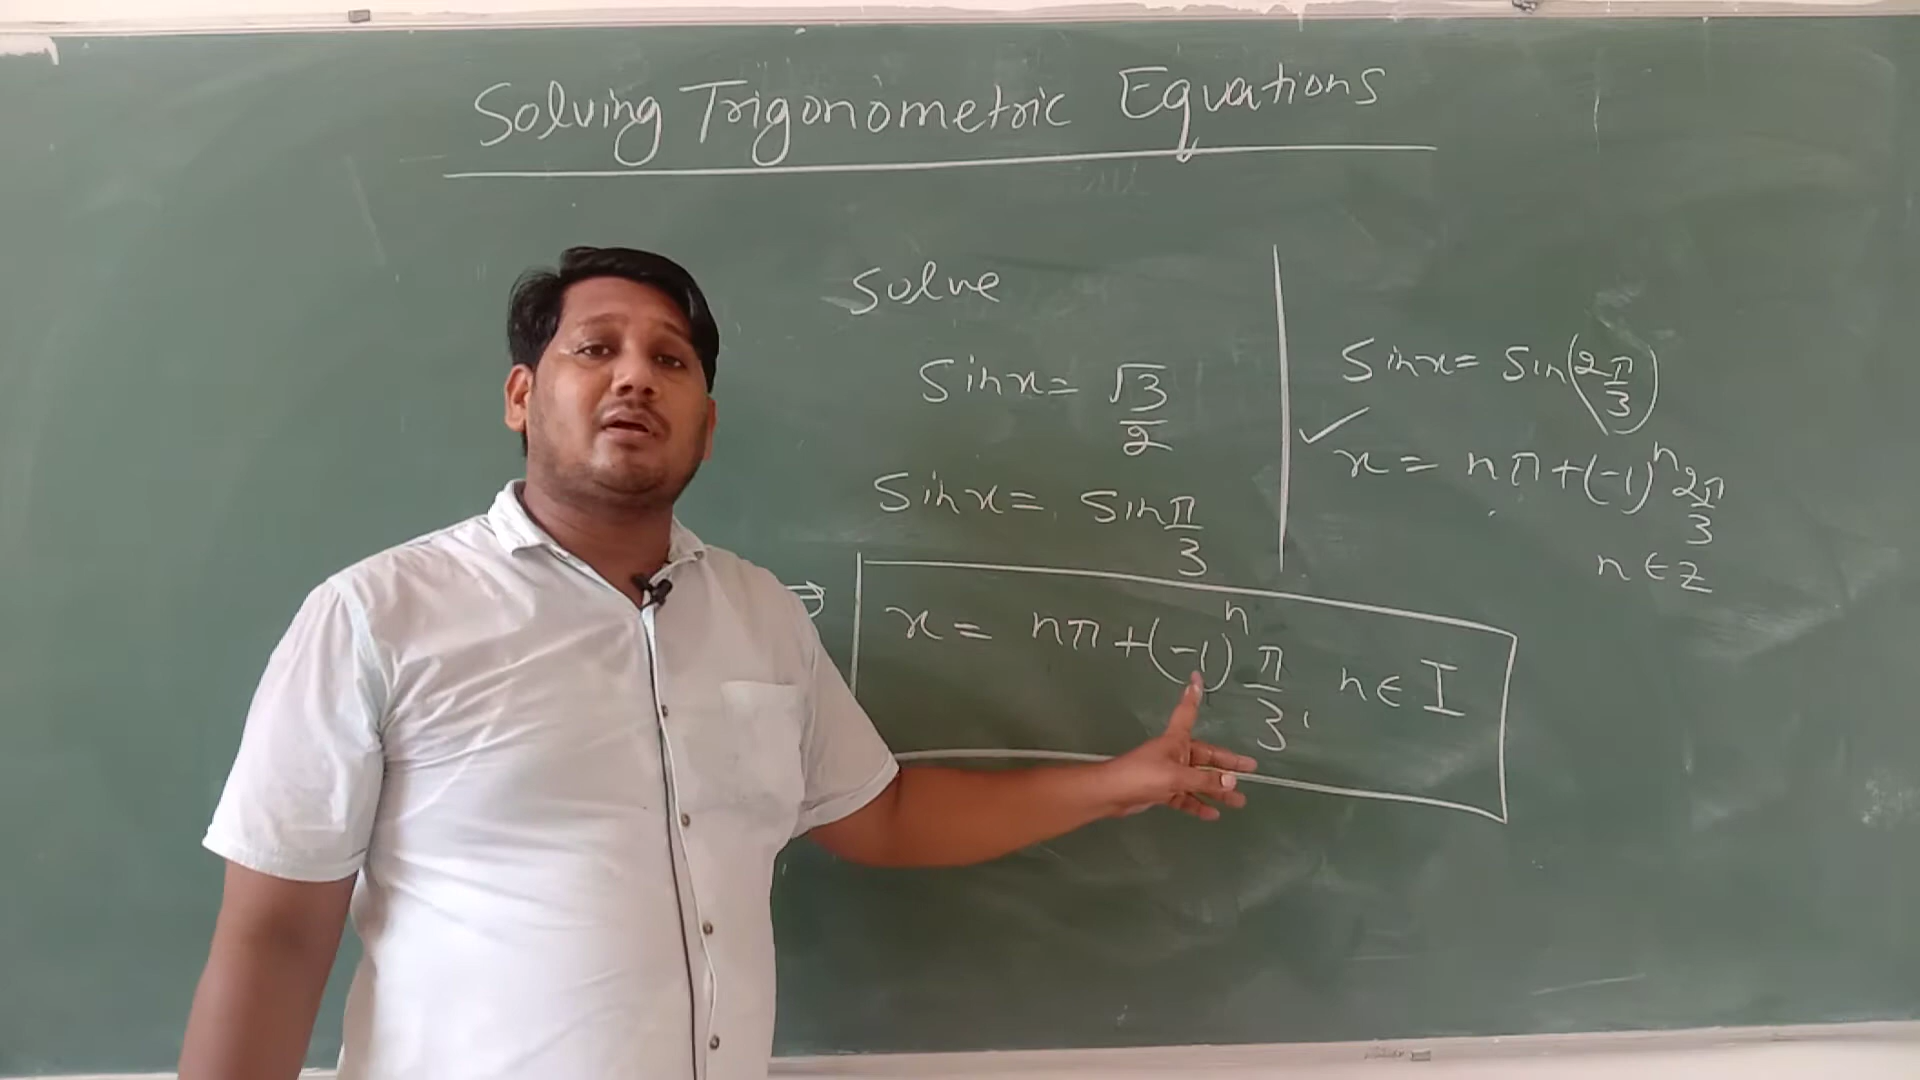 Solving Trigonometric Equations
Solve
Sinx = √3/2
Sinx = Sin π/3
⇒ x = nπ + (-1)^n π/3, n ∈ I
Sinx = Sin(2π/3)
✓ x = nπ + (-1)^n 2π/3
n ∈ Z